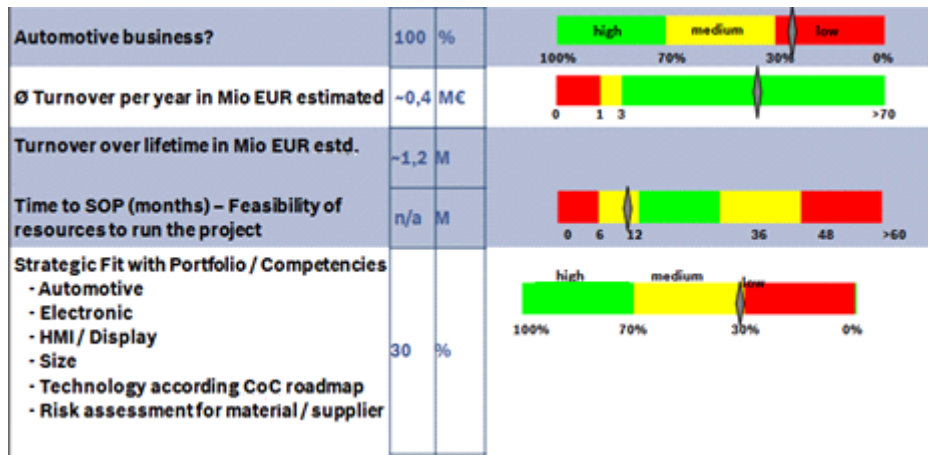 Automotive business? 100 %
high medium low
100% 70% 30% 0%
Ø Turnover per year in Mio EUR estimated ~0,4 M€
0 1 3 >70
Turnover over lifetime in Mio EUR estd. ~1,2 M
Time to SOP (months) – Feasibility of
resources to run the project n/a M
0 6 12 36 48 >60
Strategic Fit with Portfolio / Competencies
- Automotive
- Electronic
- HMI / Display
- Size
- Technology according CoC roadmap
- Risk assessment for material / supplier
30 %
high medium low
100% 70% 30% 0%